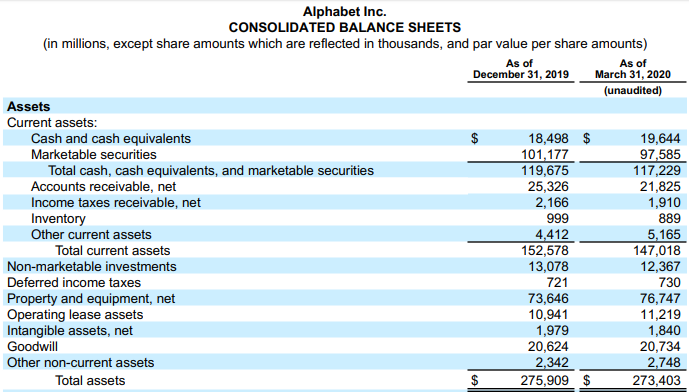 Alphabet Inc.
CONSOLIDATED BALANCE SHEETS
(in millions, except share amounts which are reflected in thousands, and par value per share amounts)
As of December 31, 2019 As of March 31, 2020
(unaudited)
Assets
Current assets:
Cash and cash equivalents $ 18,498 $ 19,644
Marketable securities 101,177 97,585
Total cash, cash equivalents, and marketable securities 119,675 117,229
Accounts receivable, net 25,326 21,825
Income taxes receivable, net 2,166 1,910
Inventory 999 889
Other current assets 4,412 5,165
Total current assets 152,578 147,018
Non-marketable investments 13,078 12,367
Deferred income taxes 721 730
Property and equipment, net 73,646 76,747
Operating lease assets 10,941 11,219
Intangible assets, net 1,979 1,840
Goodwill 20,624 20,734
Other non-current assets 2,342 2,748
Total assets $ 275,909 $ 273,403